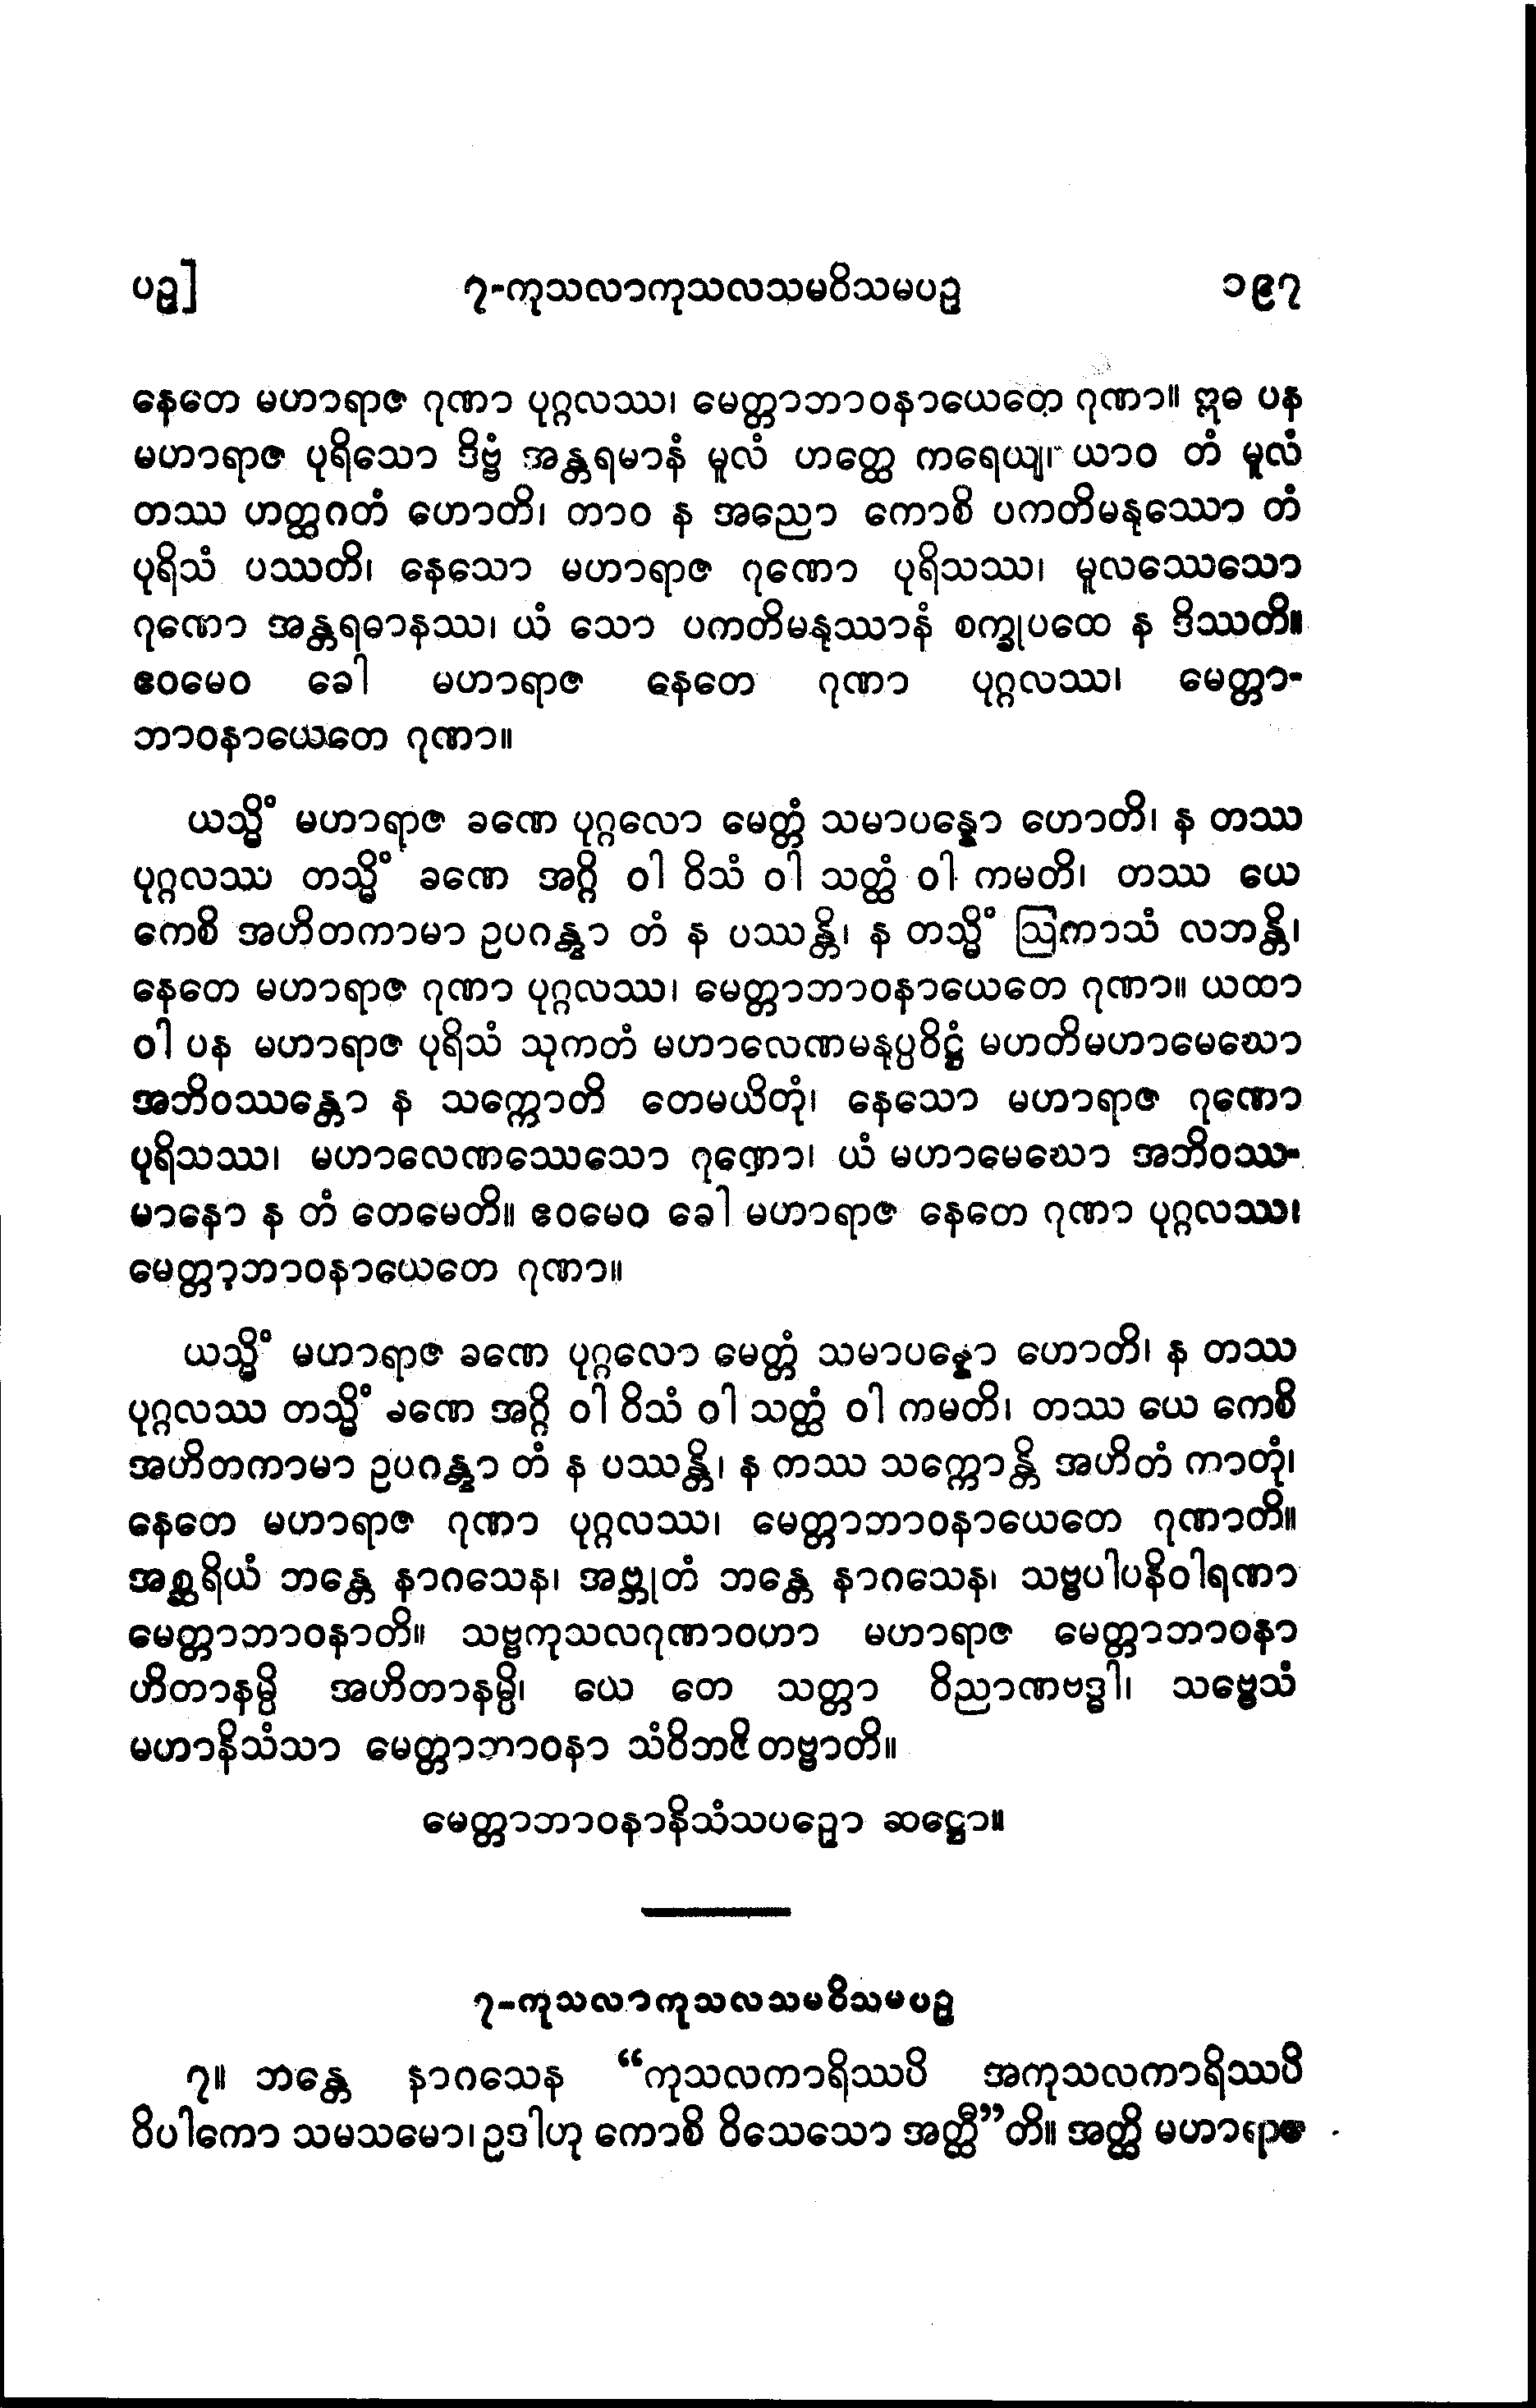 ပဥှ] ၇-ကုသလာကုသလသမဝိသမပဥှ ၁၉၇
နေတေ မဟာရာဇ ဂုဏာ ပုဂ္ဂလဿ၊ မေတ္တာဘာဝနာယေတေ ဂုဏာ။ ဣဓ ပန
မဟာရာဇ ပုရိသော ဒိဗ္ဗံ အန္တရမာနံ မူလံ ဟတ္ထေ ကရေယျ၊ ယာဝ တံ မူလံ
တဿ ဟတ္ထဂတံ ဟောတိ၊ တာဝ န အညော ကောစိ ပကတိမနုဿော တံ
ပုရိသံ ပဿတိ၊ နေသော မဟာရာဇ ဂုဏော ပုရိသဿ၊ မူလဿေသော
ဂုဏော အန္တရဓာနဿ၊ ယံ သော ပကတိမနုဿာနံ စက္ခုပထေ န ဒိဿတိ။
ဧဝမေဝ ခေါ မဟာရာဇ နေတေ ဂုဏာ ပုဂ္ဂလဿ၊ မေတ္တာ-
ဘာဝနာယေတေ ဂုဏာ။
ယသ္မိံ မဟာရာဇ ခဏေ ပုဂ္ဂလော မေတ္တံ သမာပန္နော ဟောတိ၊ န တဿ
ပုဂ္ဂလဿ တသ္မိံ ခဏေ အဂ္ဂိ ဝါ ဝိသံ ဝါ သတ္ထံ ဝါ ကမတိ၊ တဿ ယေ
ကေစိ အဟိတကာမာ ဥပဂန္တွာ တံ န ပဿန္တိ၊ န တသ္မိံ ဩကာသံ လဘန္တိ၊
နေတေ မဟာရာဇ ဂုဏာ ပုဂ္ဂလဿ၊ မေတ္တာဘာဝနာယေတေ ဂုဏာ။ ယထာ
ဝါ ပန မဟာရာဇ ပုရိသံ သုကတံ မဟာလေဏမနုပ္ပဝိဋ္ဌံ မဟတိမဟာမေဃော
အဘိဝဿန္တော န သက္ကောတိ တေမယိတုံ၊ နေသော မဟာရာဇ ဂုဏော
ပုရိသဿ၊ မဟာလေဏဿေသော ဂုဏော၊ ယံ မဟာမေဃော အဘိဝဿ-
မာနော န တံ တေမေတိ။ ဧဝမေဝ ခေါ မဟာရာဇ နေတေ ဂုဏာ ပုဂ္ဂလဿ၊
မေတ္တာဘာဝနာယေတေ ဂုဏာ။
ယသ္မိံ မဟာရာဇ ခဏေ ပုဂ္ဂလော မေတ္တံ သမာပန္နော ဟောတိ၊ န တဿ
ပုဂ္ဂလဿ တသ္မိံ ခဏေ အဂ္ဂိ ဝါ ဝိသံ ဝါ သတ္ထံ ဝါ ကမတိ၊ တဿ ယေ ကေစိ
အဟိတကာမာ ဥပဂန္တွာ တံ န ပဿန္တိ၊ န ကဿ သက္ကောန္တိ အဟိတံ ကာတုံ၊
နေတေ မဟာရာဇ ဂုဏာ ပုဂ္ဂလဿ၊ မေတ္တာဘာဝနာယေတေ ဂုဏာတိ။
အစ္ဆရိယံ ဘန္တေ နာဂသေန၊ အဗ္ဘုတံ ဘန္တေ နာဂသေန၊ သဗ္ဗပါပနိဝါရဏာ
မေတ္တာဘာဝနာတိ။ သဗ္ဗကုသလဂုဏာဝဟာ မဟာရာဇ မေတ္တာဘာဝနာ
ဟိတာနမ္ပိ အဟိတာနမ္ပိ၊ ယေ တေ သတ္တာ ဝိညာဏဗဒ္ဓါ၊ သဗ္ဗေသံ
မဟာနိသံသာ မေတ္တာဘာဝနာ သံဝိဘဇိတဗ္ဗာတိ။
မေတ္တာဘာဝနာနိသံသပဥှော ဆဋ္ဌော။
၇-ကုသလာကုသလသမဝိသမပဥှ
၇။ ဘန္တေ နာဂသေန “ကုသလကာရိဿပိ အကုသလကာရိဿပိ
ဝိပါကော သမသမော၊ ဥဒါဟု ကောစိ ဝိသေသော အတ္ထီ”တိ။ အတ္ထိ မဟာရာဇ